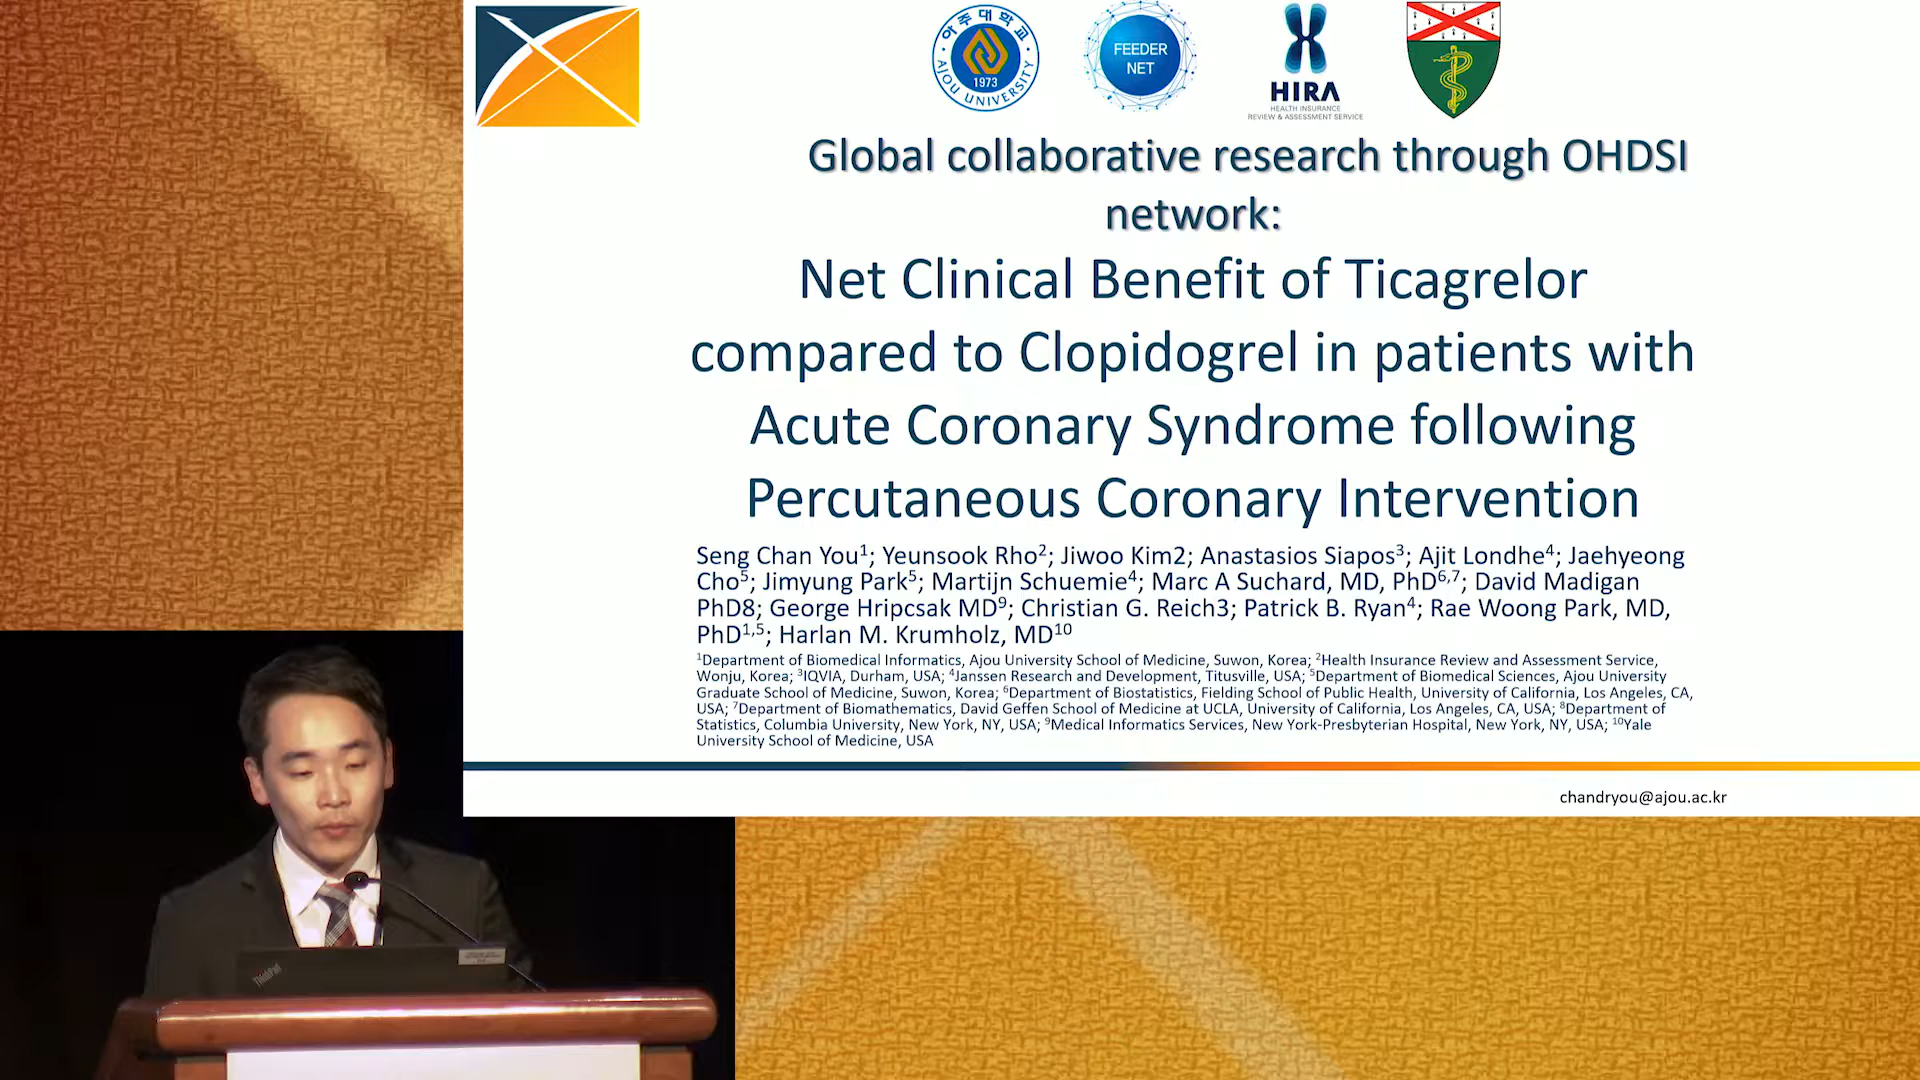 아주대학교
AJOU UNIVERSITY
1973
FEEDER
NET
HIRA
HEALTH INSURANCE
REVIEW & ASSESSMENT SERVICE
Global collaborative research through OHDSI
network:
Net Clinical Benefit of Ticagrelor
compared to Clopidogrel in patients with
Acute Coronary Syndrome following
Percutaneous Coronary Intervention
Seng Chan You¹; Yeunsook Rho²; Jiwoo Kim2; Anastasios Siapos³; Ajit Londhe⁴; Jaehyeong
Cho⁵; Jimyung Park⁵; Martijn Schuemie⁴; Marc A Suchard, MD, PhD⁶,⁷; David Madigan
PhD8; George Hripcsak MD⁹; Christian G. Reich3; Patrick B. Ryan⁴; Rae Woong Park, MD,
PhD¹,⁵; Harlan M. Krumholz, MD¹⁰
¹Department of Biomedical Informatics, Ajou University School of Medicine, Suwon, Korea; ²Health Insurance Review and Assessment Service,
Wonju, Korea; ³IQVIA, Durham, USA; ⁴Janssen Research and Development, Titusville, USA; ⁵Department of Biomedical Sciences, Ajou University
Graduate School of Medicine, Suwon, Korea; ⁶Department of Biostatistics, Fielding School of Public Health, University of California, Los Angeles, CA,
USA; ⁷Department of Biomathematics, David Geffen School of Medicine at UCLA, University of California, Los Angeles, CA, USA; ⁸Department of
Statistics, Columbia University, New York, NY, USA; ⁹Medical Informatics Services, New York-Presbyterian Hospital, New York, NY, USA; ¹⁰Yale
University School of Medicine, USA
chandryou@ajou.ac.kr
ThinkPad